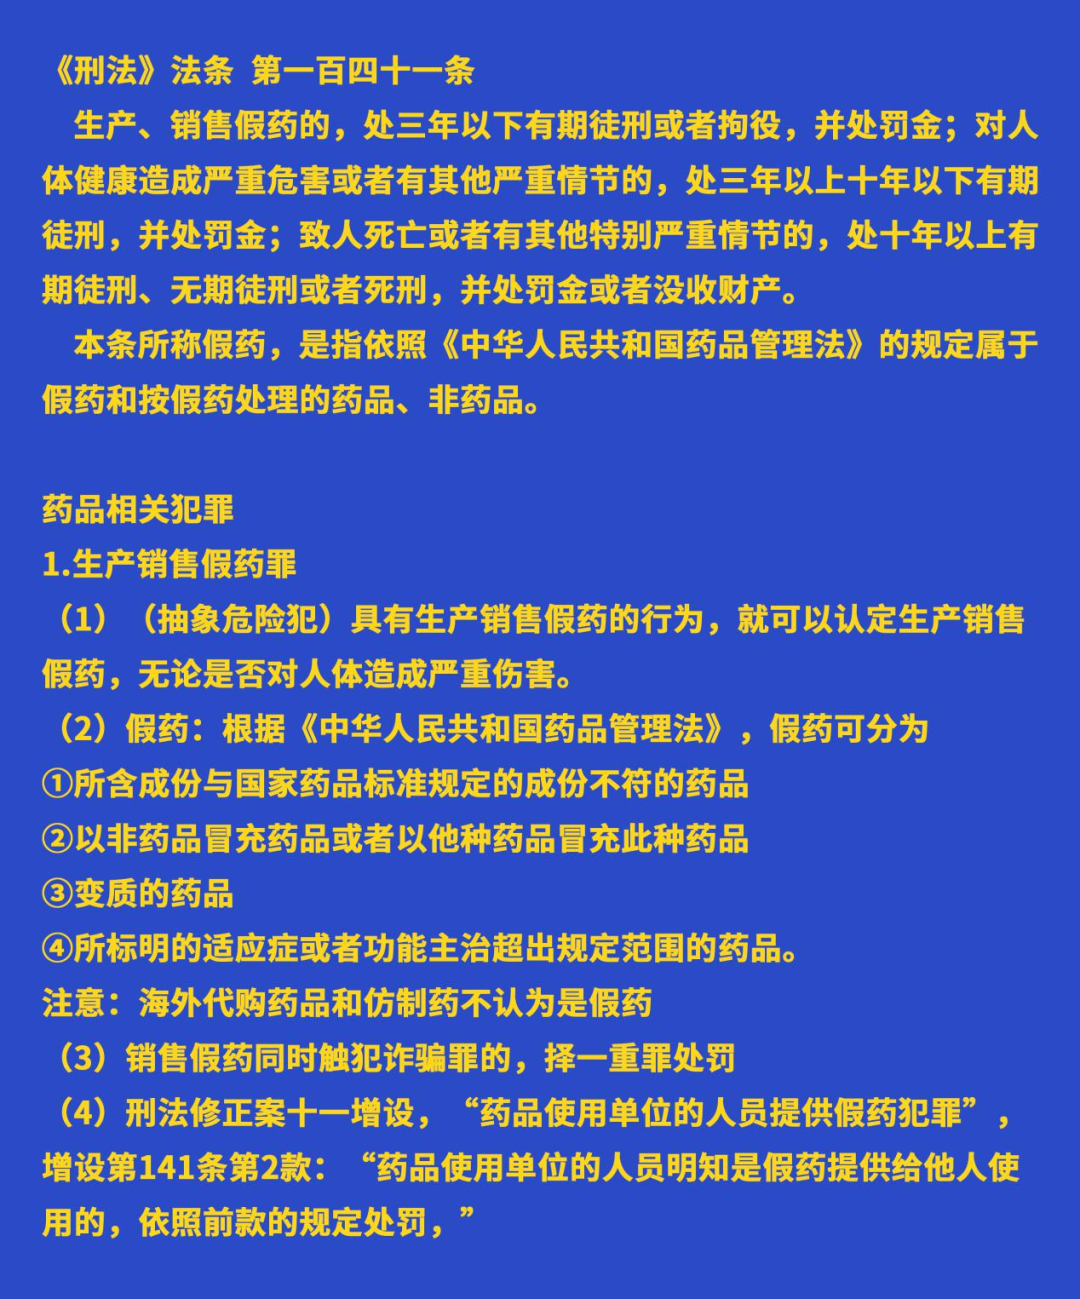 《刑法》法条 第一百四十一条
生产、销售假药的，处三年以下有期徒刑或者拘役，并处罚金；对人
体健康造成严重危害或者有其他严重情节的，处三年以上十年以下有期
徒刑，并处罚金；致人死亡或者有其他特别严重情节的，处十年以上有
期徒刑、无期徒刑或者死刑，并处罚金或者没收财产。
本条所称假药，是指依照《中华人民共和国药品管理法》的规定属于
假药和按假药处理的药品、非药品。
药品相关犯罪
1.生产销售假药罪
（1）（抽象危险犯）具有生产销售假药的行为，就可以认定生产销售
假药，无论是否对人体造成严重伤害。
（2）假药：根据《中华人民共和国药品管理法》，假药可分为
①所含成份与国家药品标准规定的成份不符的药品
②以非药品冒充药品或者以他种药品冒充此种药品
③变质的药品
④所标明的适应症或者功能主治超出规定范围的药品。
注意：海外代购药品和仿制药不认为是假药
（3）销售假药同时触犯诈骗罪的，择一重罪处罚
（4）刑法修正案十一增设，“药品使用单位的人员提供假药犯罪”，
增设第141条第2款：“药品使用单位的人员明知是假药提供给他人使
用的，依照前款的规定处罚，”